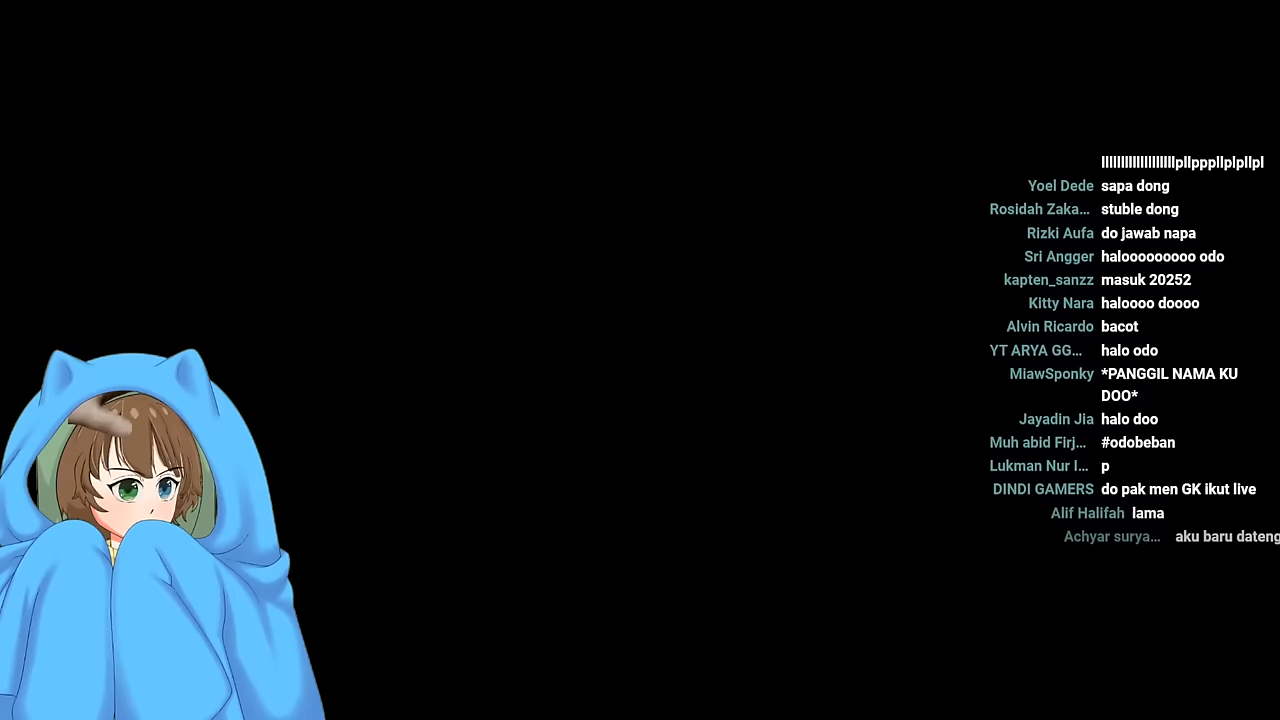 Yoel Dede sapa dong
Rosidah Zaka... stuble dong
Rizki Aufa do jawab napa
Sri Angger halooooooooo odo
kapten_sanzz masuk 20252
Kitty Nara haloooo doooo
Alvin Ricardo bacot
YT ARYA GG... halo odo
MiawSponky *PANGGIL NAMA KU
DOO*
Jayadin Jia halo doo
Muh abid Firj... #odobeban
Lukman Nur I... p
DINDI GAMERS do pak men GK ikut live
Alif Halifah lama
Achyar surya... aku baru dateng